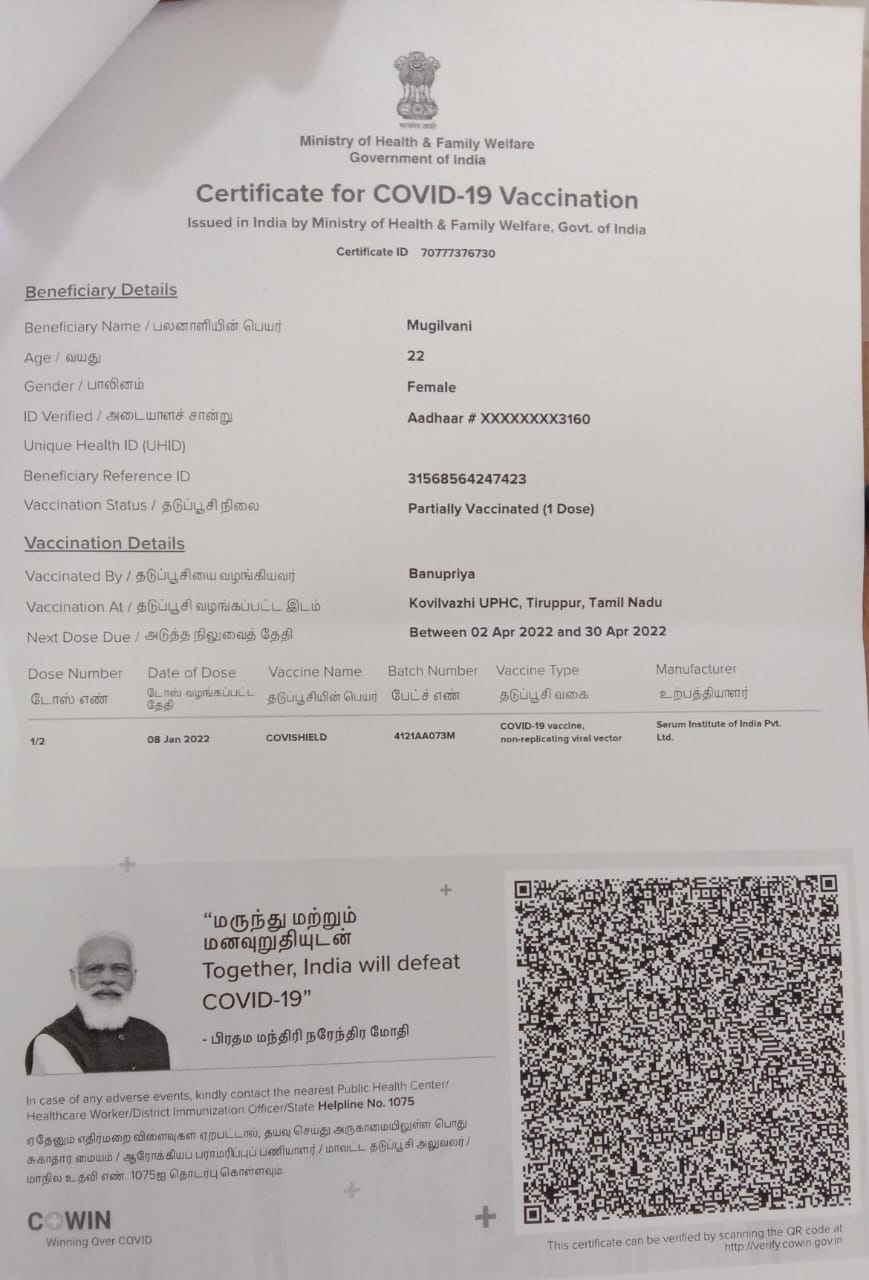 सत्यमेव जयते
Ministry of Health & Family Welfare
Government of India
Certificate for COVID-19 Vaccination
Issued in India by Ministry of Health & Family Welfare, Govt. of India
Certificate ID 70777376730
Beneficiary Details
Beneficiary Name / பலனாளியின் பெயர் Mugilvani
Age / வயது 22
Gender / பாலினம் Female
ID Verified / அடையாளச் சான்று Aadhaar # XXXXXXXX3160
Unique Health ID (UHID)
Beneficiary Reference ID 31568564247423
Vaccination Status / தடுப்பூசி நிலை Partially Vaccinated (1 Dose)
Vaccination Details
Vaccinated By / தடுப்பூசியை வழங்கியவர் Banupriya
Vaccination At / தடுப்பூசி வழங்கப்பட்ட இடம் Kovilvazhi UPHC, Tiruppur, Tamil Nadu
Next Dose Due / அடுத்த நிலுவைத் தேதி Between 02 Apr 2022 and 30 Apr 2022
Dose Number Date of Dose Vaccine Name Batch Number Vaccine Type Manufacturer
டோஸ் எண் டோஸ் வழங்கப்பட்ட தடுப்பூசியின் பெயர் பேட்ச் எண் தடுப்பூசி வகை உற்பத்தியாளர்
தேதி
1/2 08 Jan 2022 COVISHIELD 4121AA073M COVID-19 vaccine, Serum Institute of India Pvt.
non-replicating viral vector Ltd.
“மருந்து மற்றும்
மனவுறுதியுடன்
Together, India will defeat
COVID-19”
- பிரதம மந்திரி நரேந்திர மோதி
In case of any adverse events, kindly contact the nearest Public Health Center/
Healthcare Worker/District Immunization Officer/State Helpline No. 1075
ஏதேனும் எதிர்மறை விளைவுகள் ஏற்பட்டால், தயவு செய்து அருகாமையிலுள்ள பொது
சுகாதார மையம் / ஆரோக்கியப் பராமரிப்புப் பணியாளர் / மாவட்ட தடுப்பூசி அலுவலர் /
மாநில உதவி எண். 1075ஐ தொடர்பு கொள்ளவும்.
COWIN
Winning Over COVID
This certificate can be verified by scanning the QR code at
http://verify.cowin.gov.in